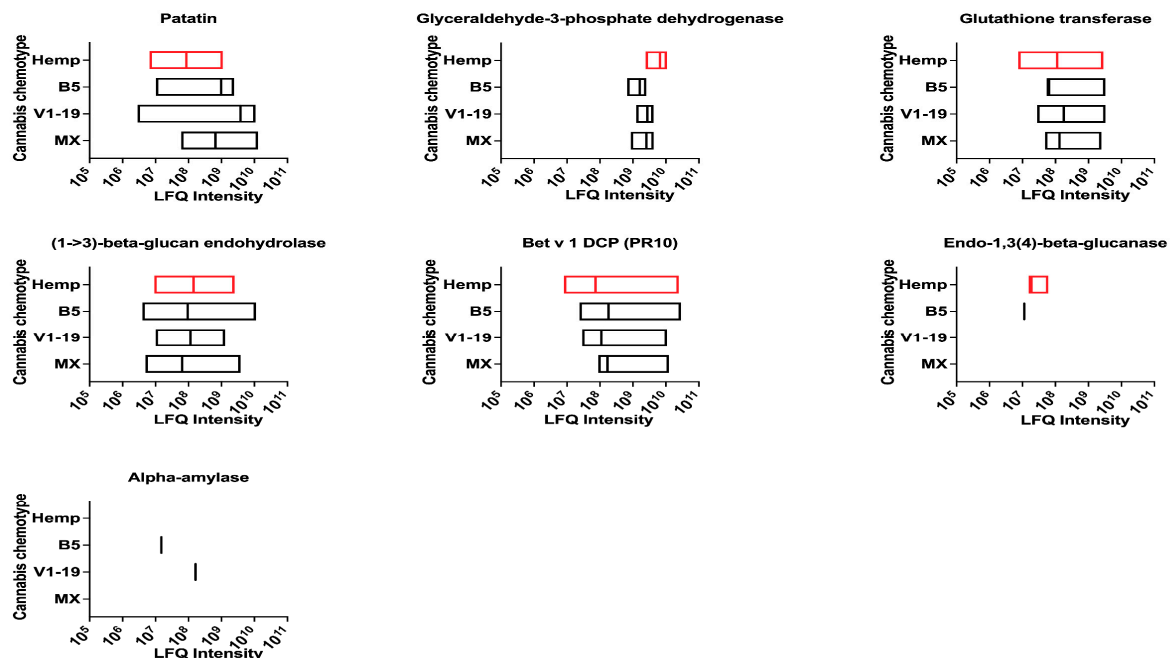 Patatin
Cannabis chemotype
Hemp
B5
V1-19
MX
10^5 10^6 10^7 10^8 10^9 10^10 10^11
LFQ Intensity
Glyceraldehyde-3-phosphate dehydrogenase
Cannabis chemotype
Hemp
B5
V1-19
MX
10^5 10^6 10^7 10^8 10^9 10^10 10^11
LFQ Intensity
Glutathione transferase
Cannabis chemotype
Hemp
B5
V1-19
MX
10^5 10^6 10^7 10^8 10^9 10^10 10^11
LFQ Intensity
(1->3)-beta-glucan endohydrolase
Cannabis chemotype
Hemp
B5
V1-19
MX
10^5 10^6 10^7 10^8 10^9 10^10 10^11
LFQ Intensity
Bet v 1 DCP (PR10)
Cannabis chemotype
Hemp
B5
V1-19
MX
10^5 10^6 10^7 10^8 10^9 10^10 10^11
LFQ Intensity
Endo-1,3(4)-beta-glucanase
Cannabis chemotype
Hemp
B5
V1-19
MX
10^5 10^6 10^7 10^8 10^9 10^10 10^11
LFQ Intensity
Alpha-amylase
Cannabis chemotype
Hemp
B5
V1-19
MX
10^5 10^6 10^7 10^8 10^9 10^10 10^11
LFQ Intensity